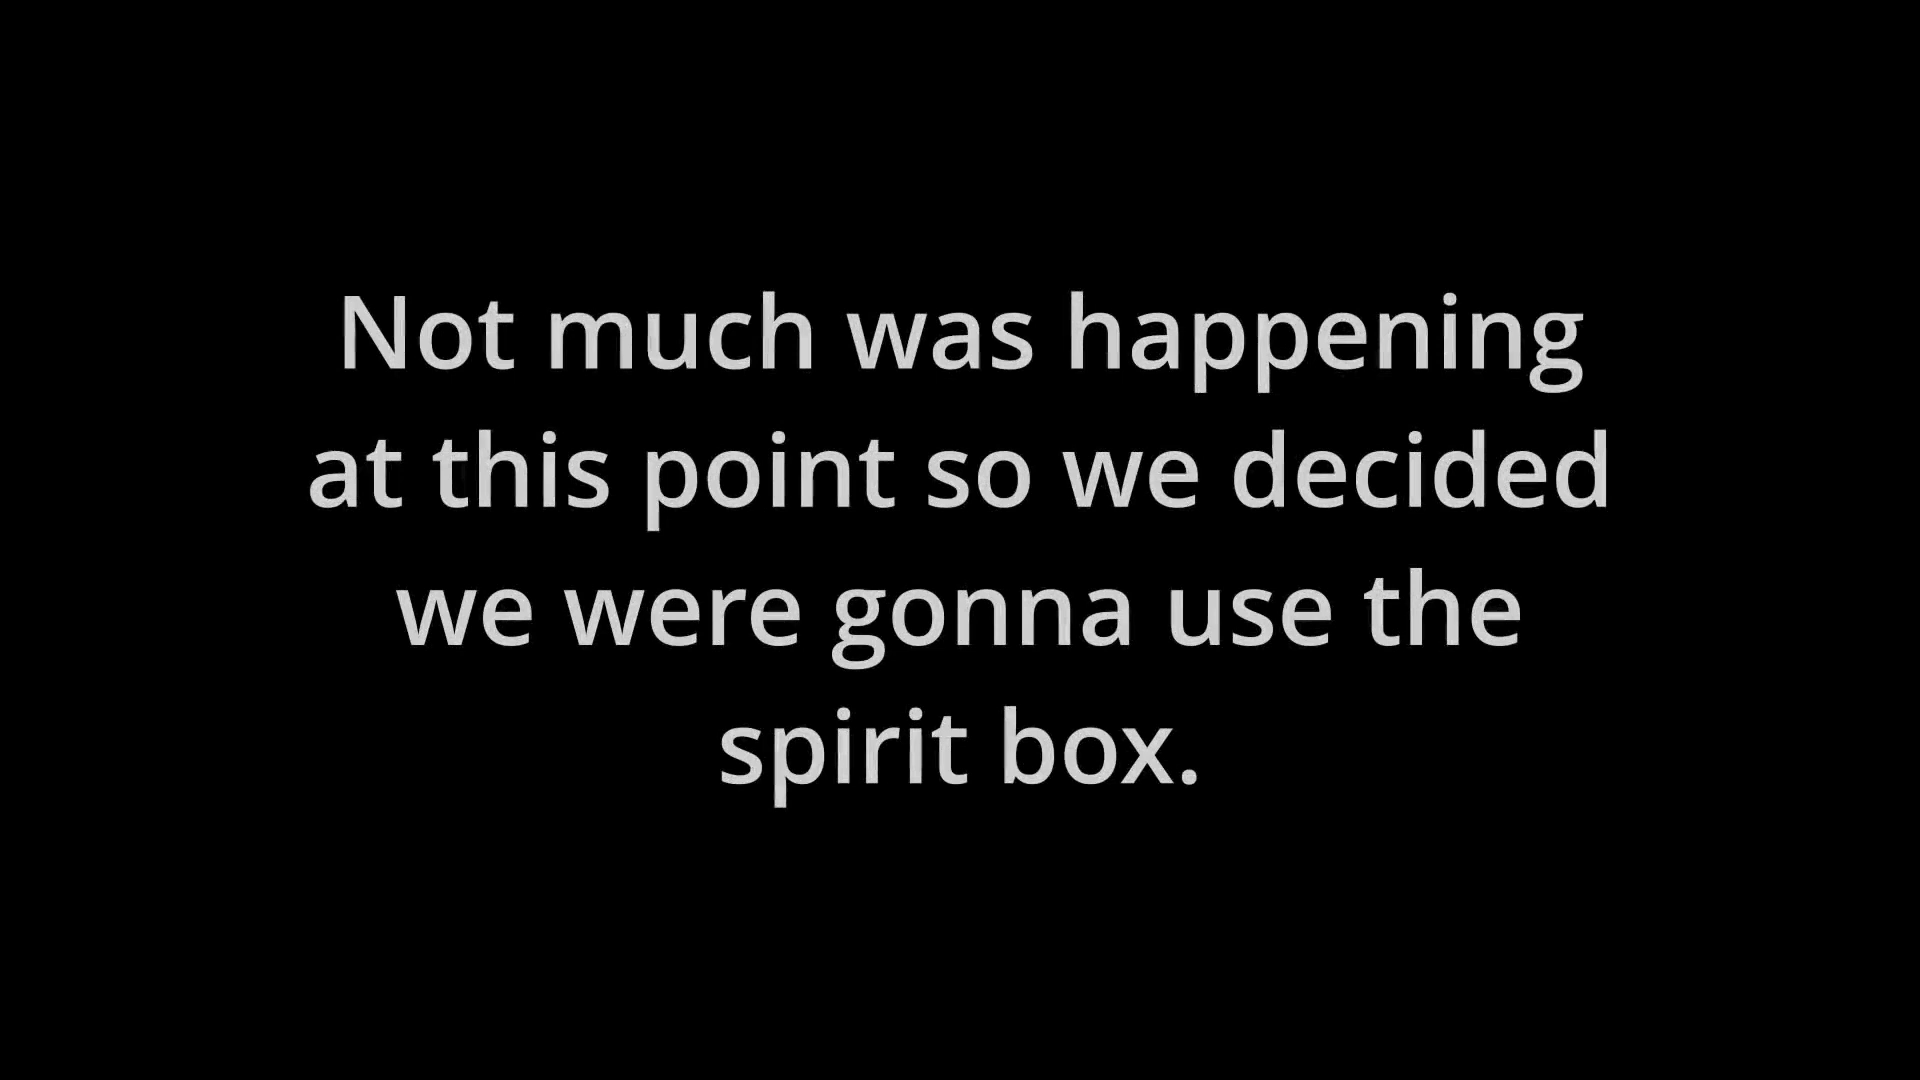 Not much was happening
at this point so we decided
we were gonna use the
spirit box.